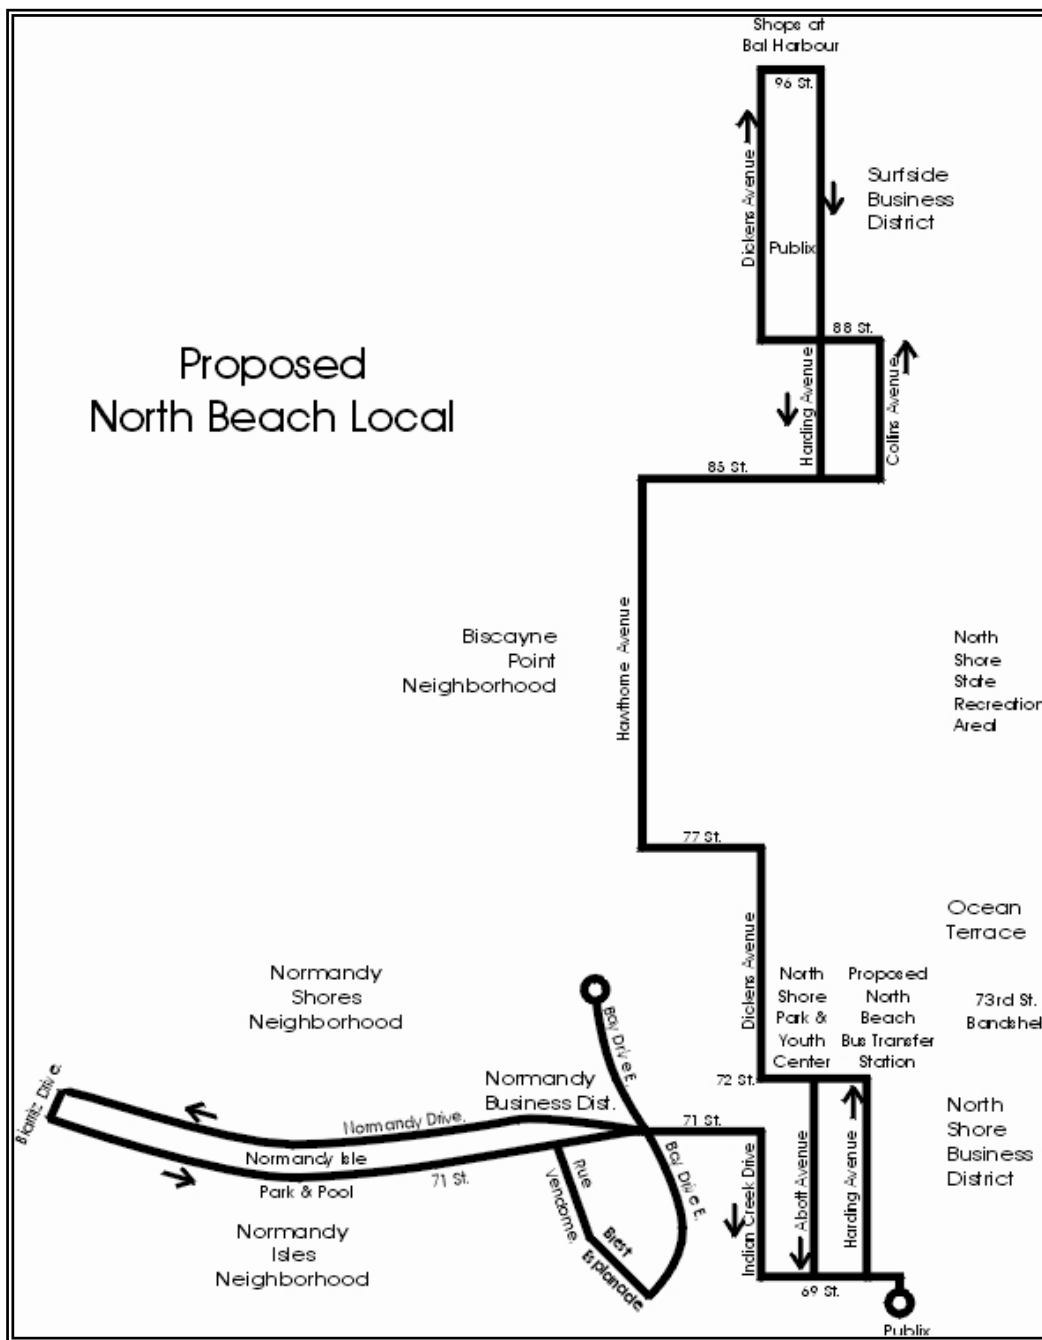 Shops at
Bal Harbour
96 St.
Dickens Avenue
Surfside
Business
District
Publix
88 St.
Proposed
North Beach Local
Harding Avenue
Collins Avenue
85 St.
Hawthorne Avenue
Biscayne
Point
Neighborhood
North
Shore
State
Recreation
Areal
77 St.
Ocean
Terrace
Dickens Avenue
North
Shore
Park &
Youth
Center
Proposed
North
Beach
Bus Transfer
Station
73rd St.
Bandshel
Normandy
Shores
Neighborhood
Bay Drive E.
72 St.
Normandy
Business Dist.
Biarritz Drive.
Normandy Drive.
71 St.
North
Shore
Business
District
Normandy Isle
Park & Pool
71 St.
Rue
Vendome.
Bay Drive E.
Indian Creek Drive
Abott Avenue
Harding Avenue
Normandy
Isles
Neighborhood
Brest
Esplanade
69 St.
Publix